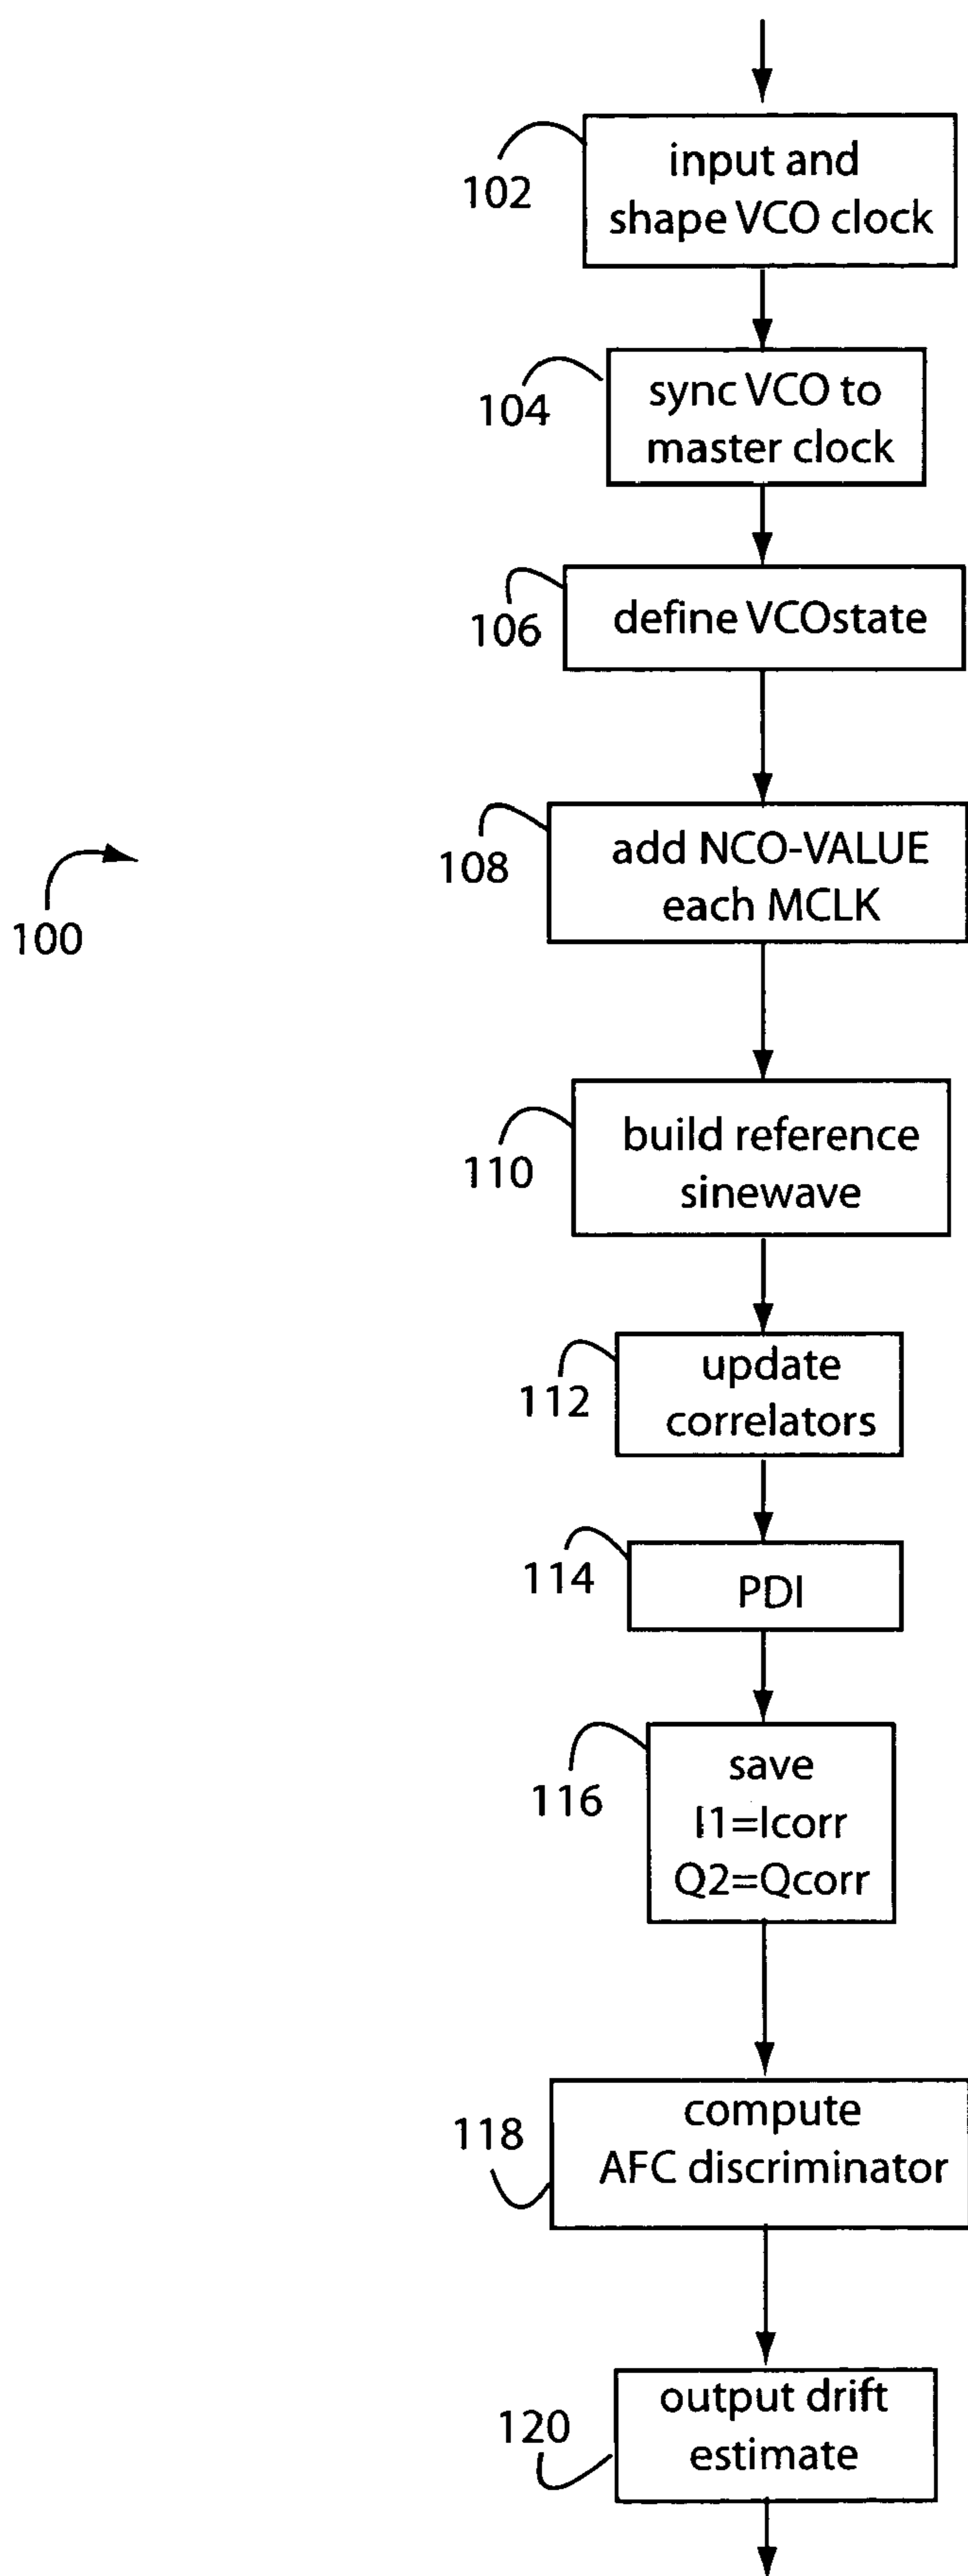 102
input and
shape VCO clock
104
sync VCO to
master clock
106
define VCOstate
108
add NCO-VALUE
each MCLK
100
110
build reference
sinewave
112
update
correlators
114
PDI
116
save
I1=Icorr
Q2=Qcorr
118
compute
AFC discriminator
120
output drift
estimate